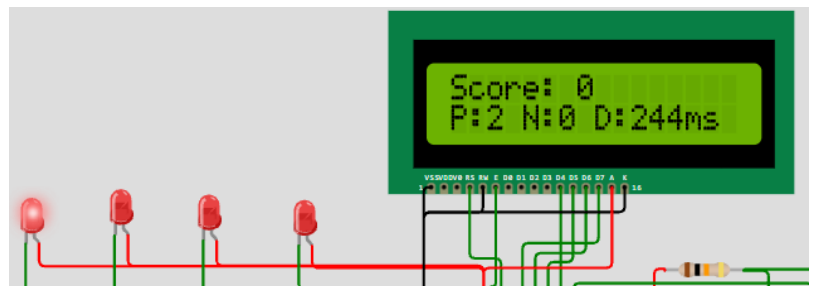 Score: 0
P:2 N:0 D:244ms
VSS VDD V0 RS RW E D0 D1 D2 D3 D4 D5 D6 D7 A K
1 16